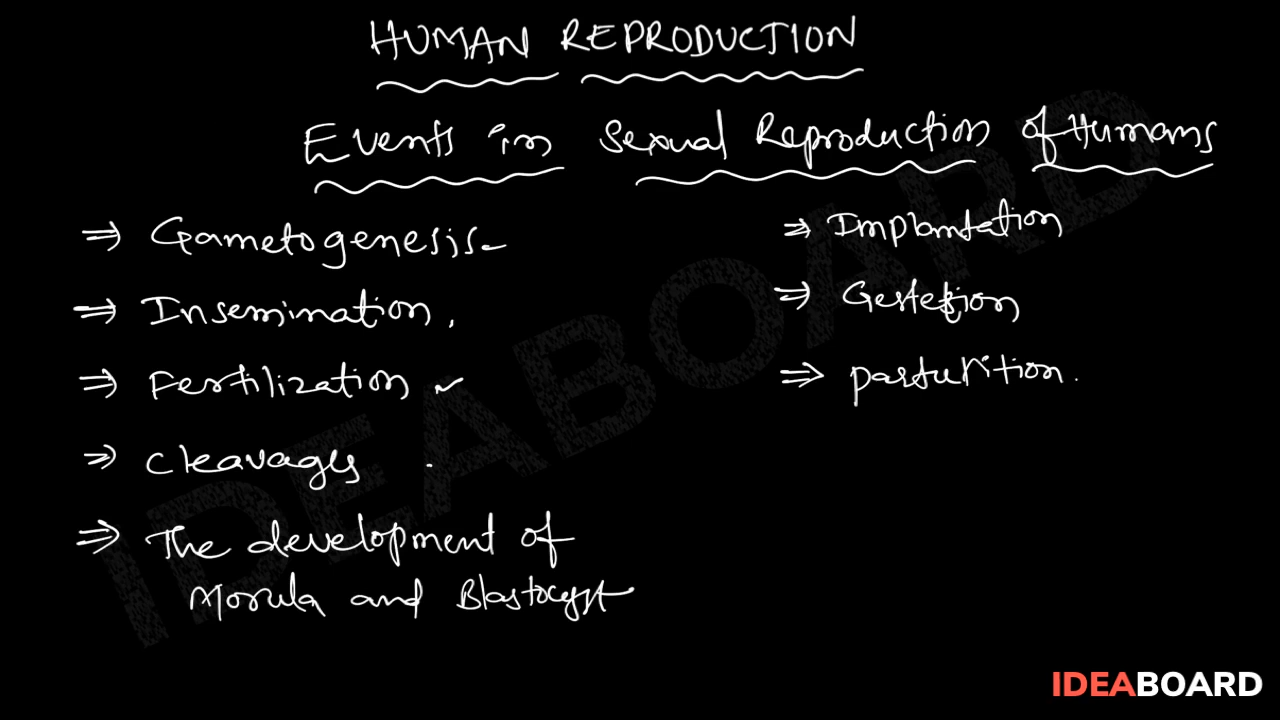 HUMAN REPRODUCTION
Events in Sexual Reproduction of Humans
⇒ Gametogenesis
⇒ Insemination.
⇒ Fertilization
⇒ Cleavages
⇒ The development of
Morula and Blastocyst
⇒ Implantation
⇒ Gestation
⇒ parturition.
IDEABOARD
IDEABOARD